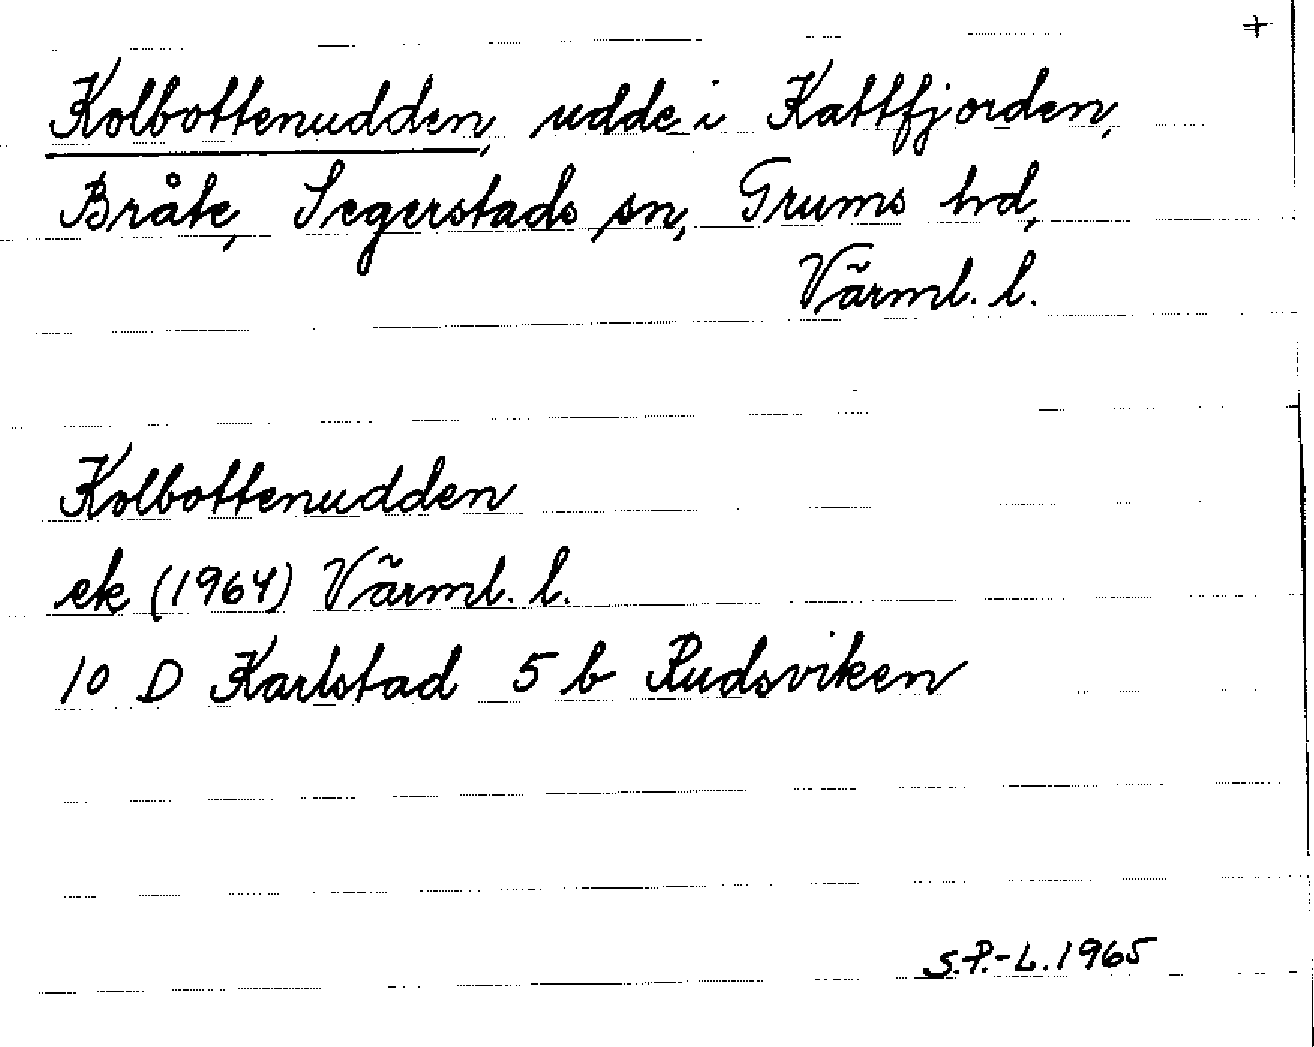 +
Kolbottenudden, udde i Kattfjorden,
Bråte, Segerstads sn, Grums hd,
Värml. l.
Kolbottenudden
ek (1964) Värml. l.
10 D Karlstad 5 b Rudsviken
S.P.-L. 1965